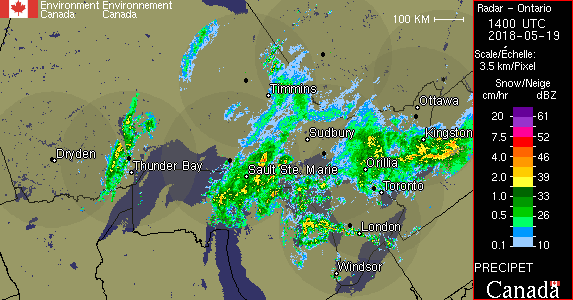 Environment Environnement
Canada Canada
100 KM
Timmins
Ottawa
Sudbury
Kingston
Dryden
Thunder Bay
Sault Ste. Marie
Orillia
Toronto
London
Windsor
Radar - Ontario
1400 UTC
2018-05-19
Scale/Échelle:
3.5 km/Pixel
Snow/Neige
cm/hr dBZ
20 61
7.5 52
4.0 46
2.0 39
1.0 33
0.5 26
0.1 10
PRECIPET
Canada